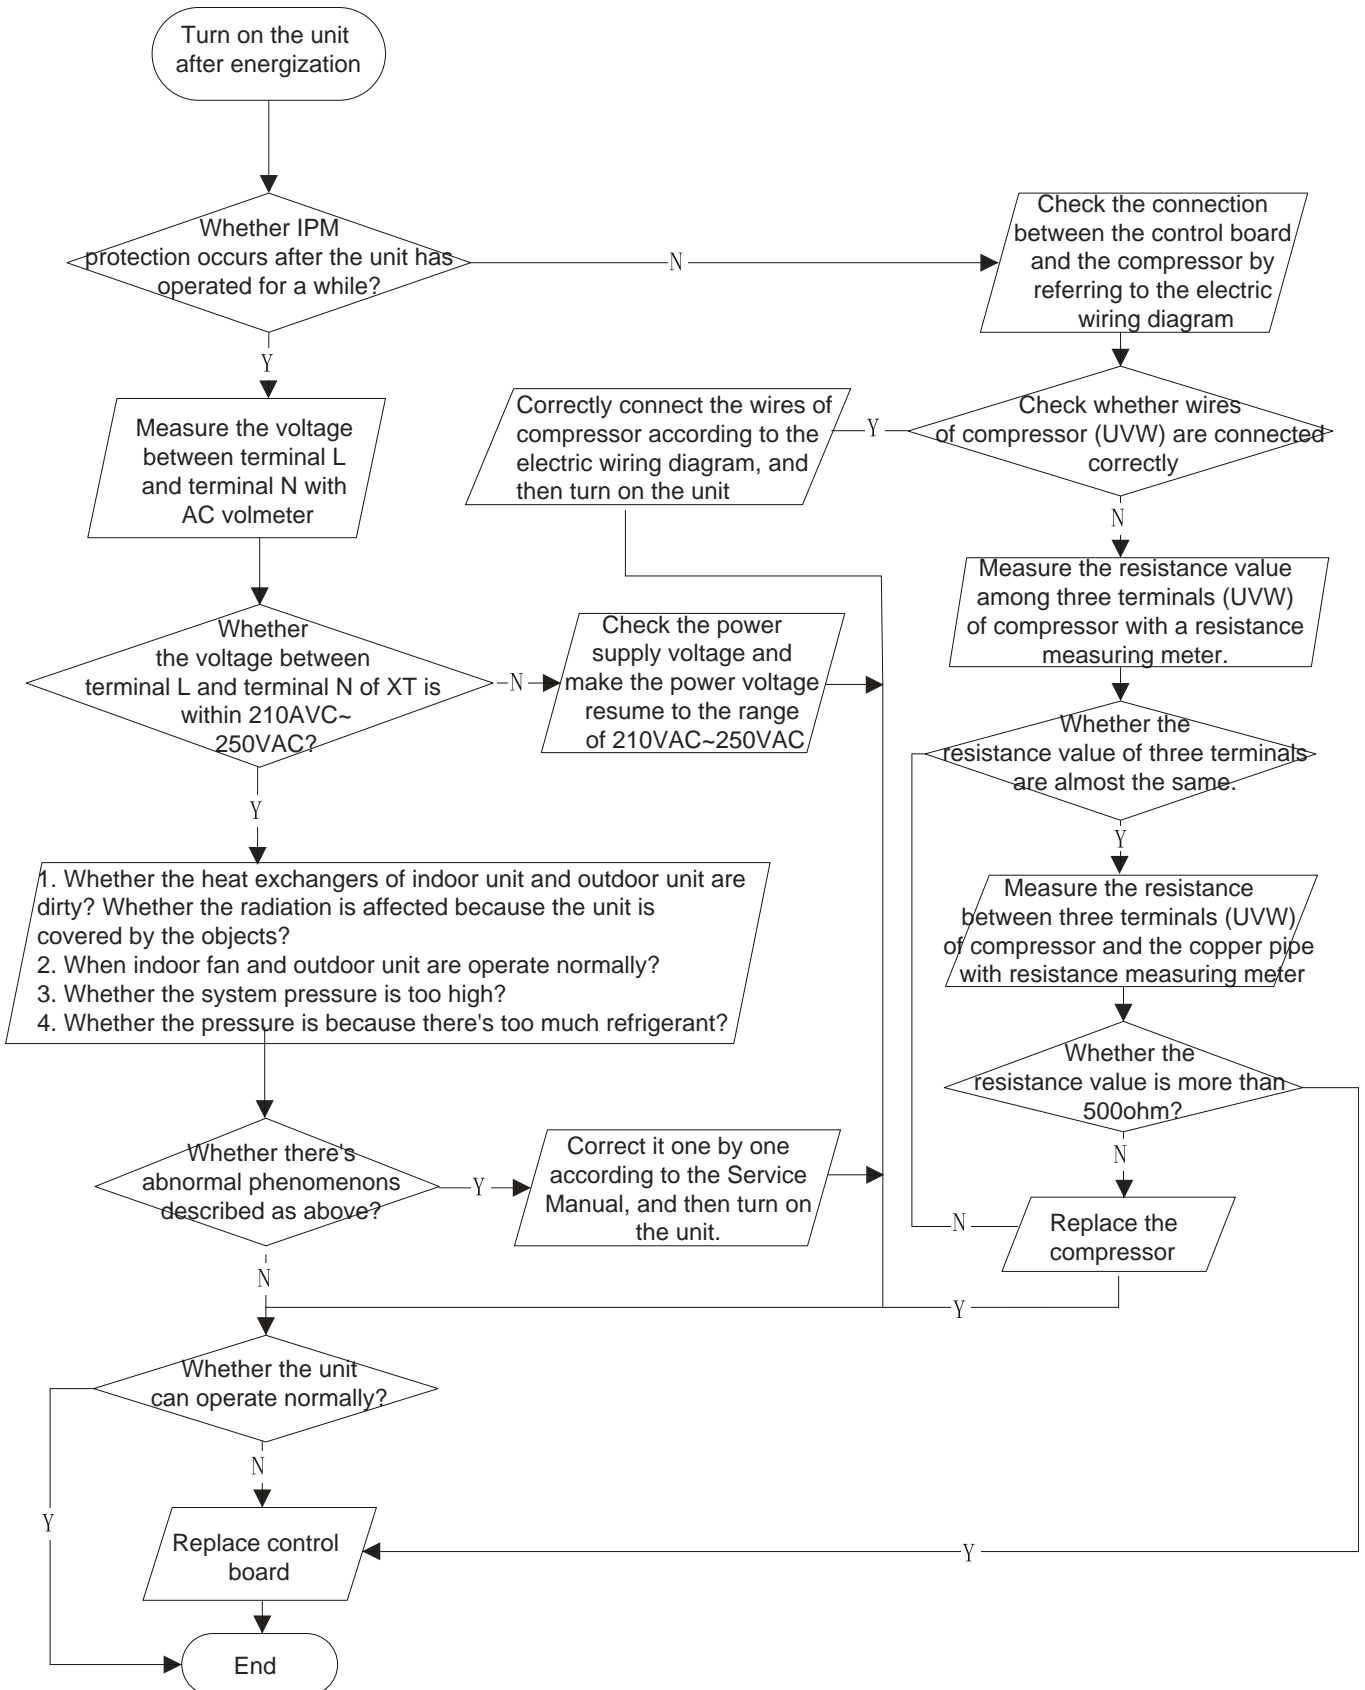 Turn on the unit
after energization
Whether IPM
protection occurs after the unit has
operated for a while?
N
Check the connection
between the control board
and the compressor by
referring to the electric
wiring diagram
Y
Measure the voltage
between terminal L
and terminal N with
AC volmeter
Correctly connect the wires of
compressor according to the
electric wiring diagram, and
then turn on the unit
Y
Check whether wires
of compressor (UVW) are connected
correctly
N
Measure the resistance value
among three terminals (UVW)
of compressor with a resistance
measuring meter.
Whether
the voltage between
terminal L and terminal N of XT is
within 210AVC~
250VAC?
N
Check the power
supply voltage and
make the power voltage
resume to the range
of 210VAC~250VAC
Whether the
resistance value of three terminals
are almost the same.
Y
Y
1. Whether the heat exchangers of indoor unit and outdoor unit are
dirty? Whether the radiation is affected because the unit is
covered by the objects?
2. When indoor fan and outdoor unit are operate normally?
3. Whether the system pressure is too high?
4. Whether the pressure is because there's too much refrigerant?
Measure the resistance
between three terminals (UVW)
of compressor and the copper pipe
with resistance measuring meter
Whether the
resistance value is more than
500ohm?
N
Whether there's
abnormal phenomenons
described as above?
Y
Correct it one by one
according to the Service
Manual, and then turn on
the unit.
N
Replace the
compressor
N
Y
Whether the unit
can operate normally?
N
Y
Replace control
board
Y
End